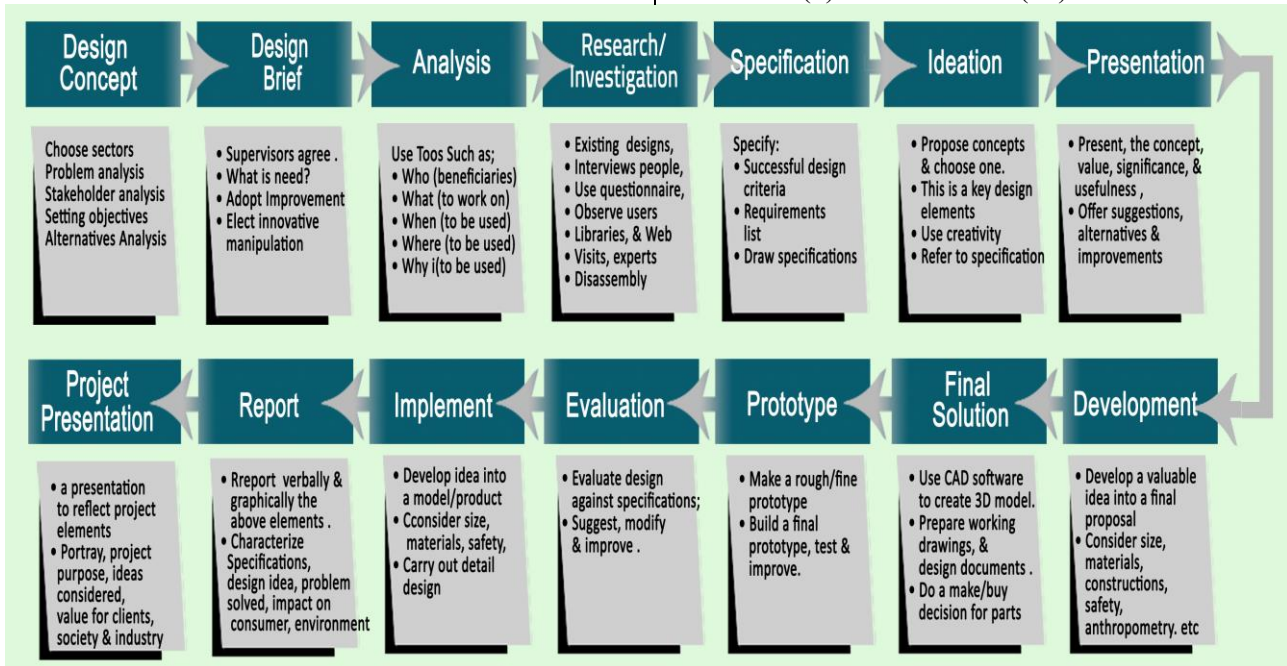 Design
Concept
Design
Brief
Analysis
Research/
Investigation
Specification
Ideation
Presentation
Choose sectors
Problem analysis
Stakeholder analysis
Setting objectives
Alternatives Analysis
• Supervisors agree .
• What is need?
• Adopt Improvement
• Elect innovative
manipulation
Use Toos Such as;
• Who (beneficiaries)
• What (to work on)
• When (to be used)
• Where (to be used)
• Why i(to be used)
• Existing designs,
• Interviews people,
• Use questionnaire,
• Observe users
• Libraries, & Web
• Visits, experts
• Disassembly
Specify:
• Successful design
criteria
• Requirements
list
• Draw specifications
• Propose concepts
& choose one.
• This is a key design
elements
• Use creativity
• Refer to specification
• Present, the concept,
value, significance, &
usefulness ,
• Offer suggestions,
alternatives &
improvements
Project
Presentation
Report
Implement
Evaluation
Prototype
Final
Solution
Development
• a presentation
to reflect project
elements
• Portray, project
purpose, ideas
considered,
value for clients,
society & industry
• Rreport verbally &
graphically the
above elements .
• Characterize
Specifications,
design idea, problem
solved, impact on
consumer, environment
• Develop idea into
a model/product
• Cconsider size,
materials, safety,
• Carry out detail
design
• Evaluate design
against specifications;
• Suggest, modify
& improve .
• Make a rough/fine
prototype
• Build a final
prototype, test &
improve.
• Use CAD software
to create 3D model.
• Prepare working
drawings, &
design documents .
• Do a make/buy
decision for parts
• Develop a valuable
idea into a final
proposal
• Consider size,
materials,
constructions,
safety,
anthropometry. etc